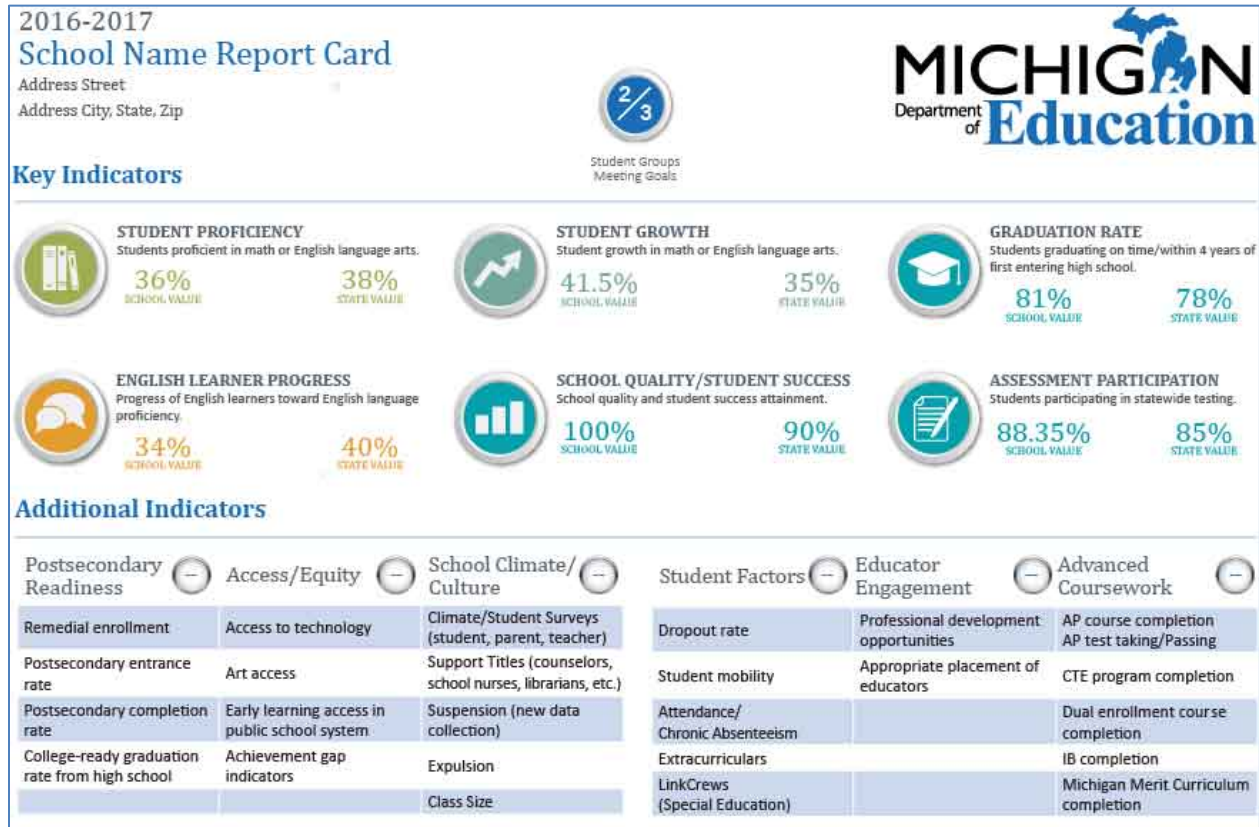 2016-2017
School Name Report Card
Address Street
Address City, State, Zip
2/3
Student Groups
Meeting Goals
MICHIGAN
Department
of Education
Key Indicators
STUDENT PROFICIENCY
Students proficient in math or English language arts.
36% 38%
SCHOOL VALUE STATE VALUE
STUDENT GROWTH
Student growth in math or English language arts.
41.5% 35%
SCHOOL VALUE STATE VALUE
GRADUATION RATE
Students graduating on time/within 4 years of
first entering high school.
81% 78%
SCHOOL VALUE STATE VALUE
ENGLISH LEARNER PROGRESS
Progress of English learners toward English language
proficiency.
34% 40%
SCHOOL VALUE STATE VALUE
SCHOOL QUALITY/STUDENT SUCCESS
School quality and student success attainment.
100% 90%
SCHOOL VALUE STATE VALUE
ASSESSMENT PARTICIPATION
Students participating in statewide testing.
88.35% 85%
SCHOOL VALUE STATE VALUE
Additional Indicators
Postsecondary
Readiness
Remedial enrollment
Postsecondary entrance
rate
Postsecondary completion
rate
College-ready graduation
rate from high school
Access/Equity
Access to technology
Art access
Early learning access in
public school system
Achievement gap
indicators
School Climate/
Culture
Climate/Student Surveys
(student, parent, teacher)
Support Titles (counselors,
school nurses, librarians, etc.)
Suspension (new data
collection)
Expulsion
Class Size
Student Factors
Dropout rate
Student mobility
Attendance/
Chronic Absenteeism
Extracurriculars
LinkCrews
(Special Education)
Educator
Engagement
Professional development
opportunities
Appropriate placement of
educators
Advanced
Coursework
AP course completion
AP test taking/Passing
CTE program completion
Dual enrollment course
completion
IB completion
Michigan Merit Curriculum
completion